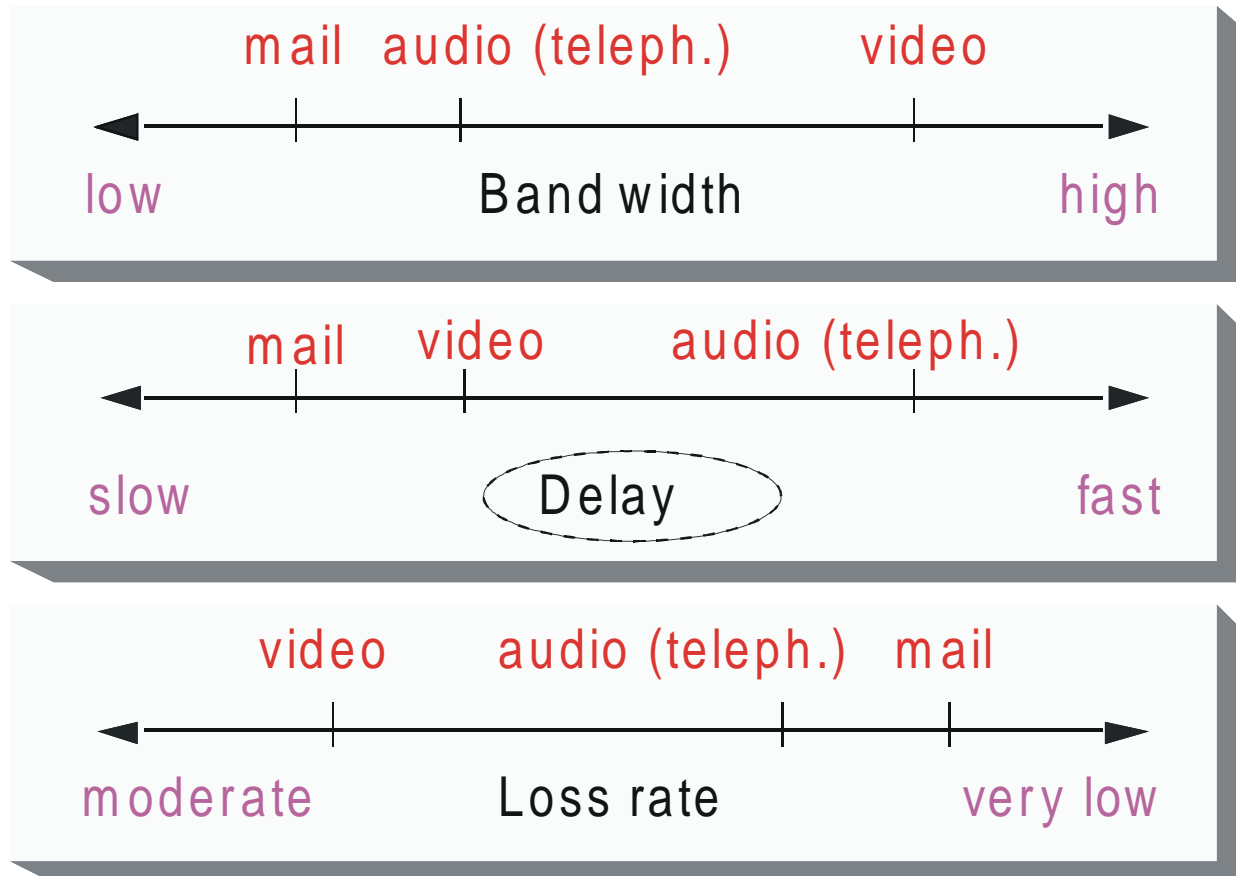 mail audio (teleph.) video
low Band width high
mail video audio (teleph.)
slow Delay fast
video audio (teleph.) mail
moderate Loss rate very low